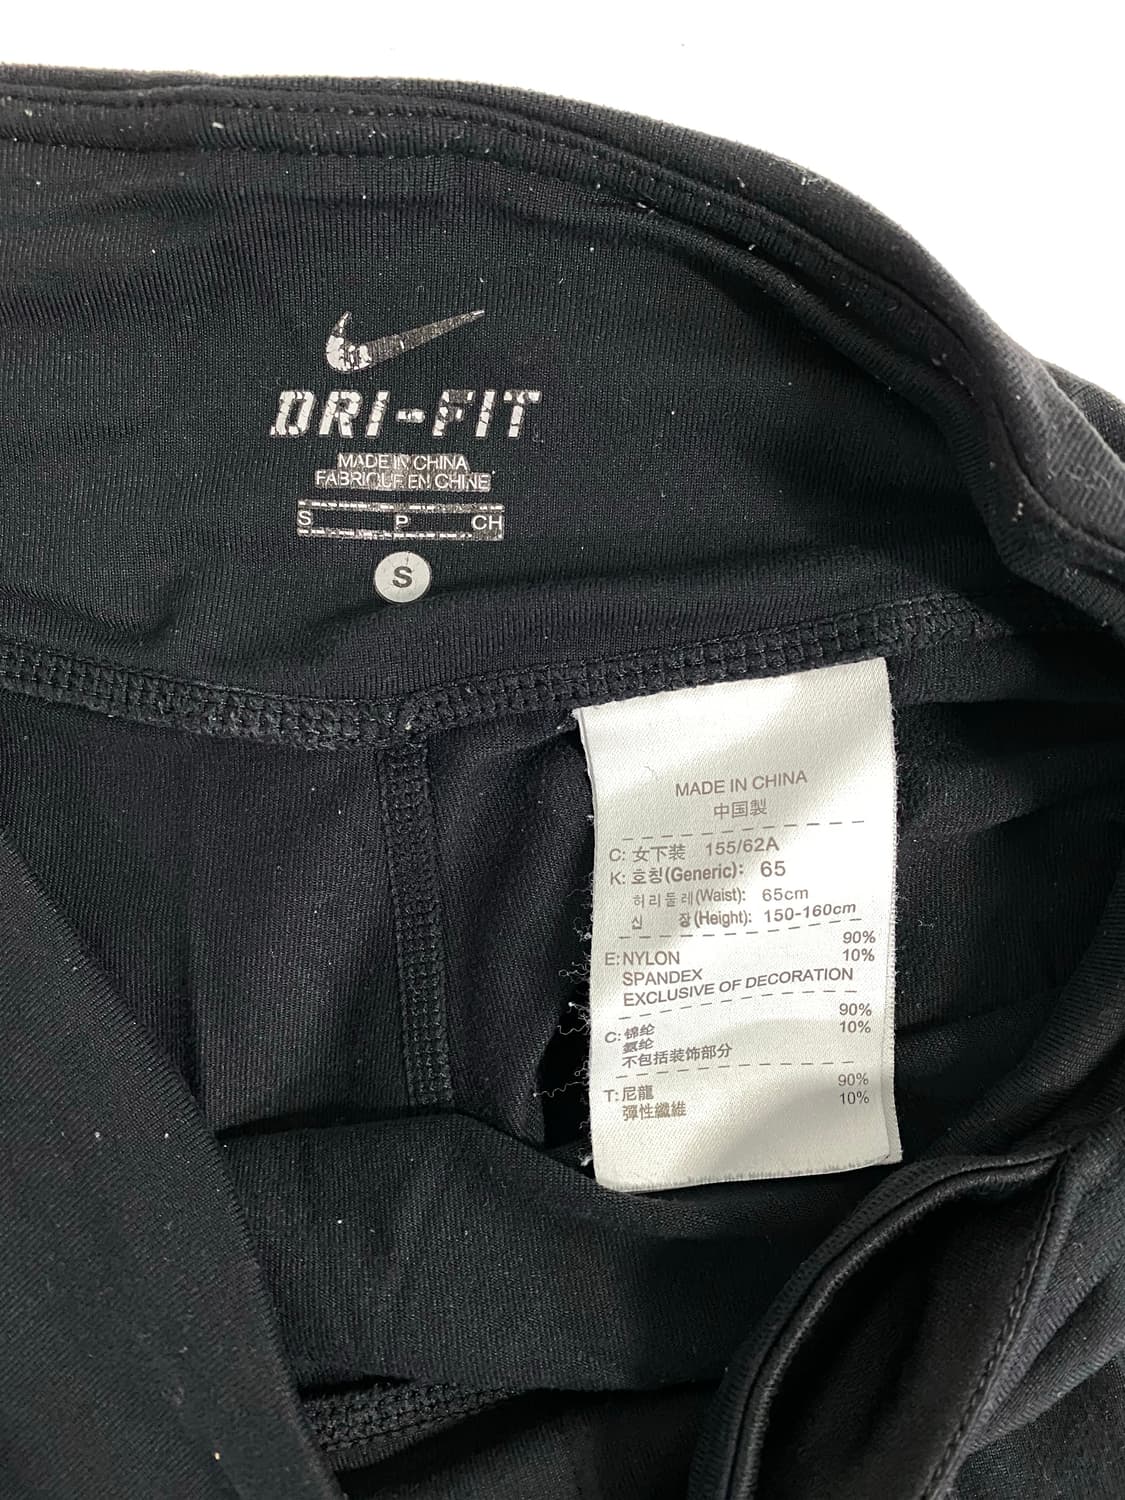 DRI-FIT
MADE IN CHINA
FABRIQUE EN CHINE
S P CH
S
MADE IN CHINA
中国製
C: 女下装 155/62A
K: 호칭(Generic): 65
허리둘레(Waist): 65cm
신 장(Height): 150-160cm
E: NYLON 90%
SPANDEX 10%
EXCLUSIVE OF DECORATION
C: 锦纶 90%
氨纶 10%
不包括装饰部分
T: 尼龍 90%
彈性纖維 10%